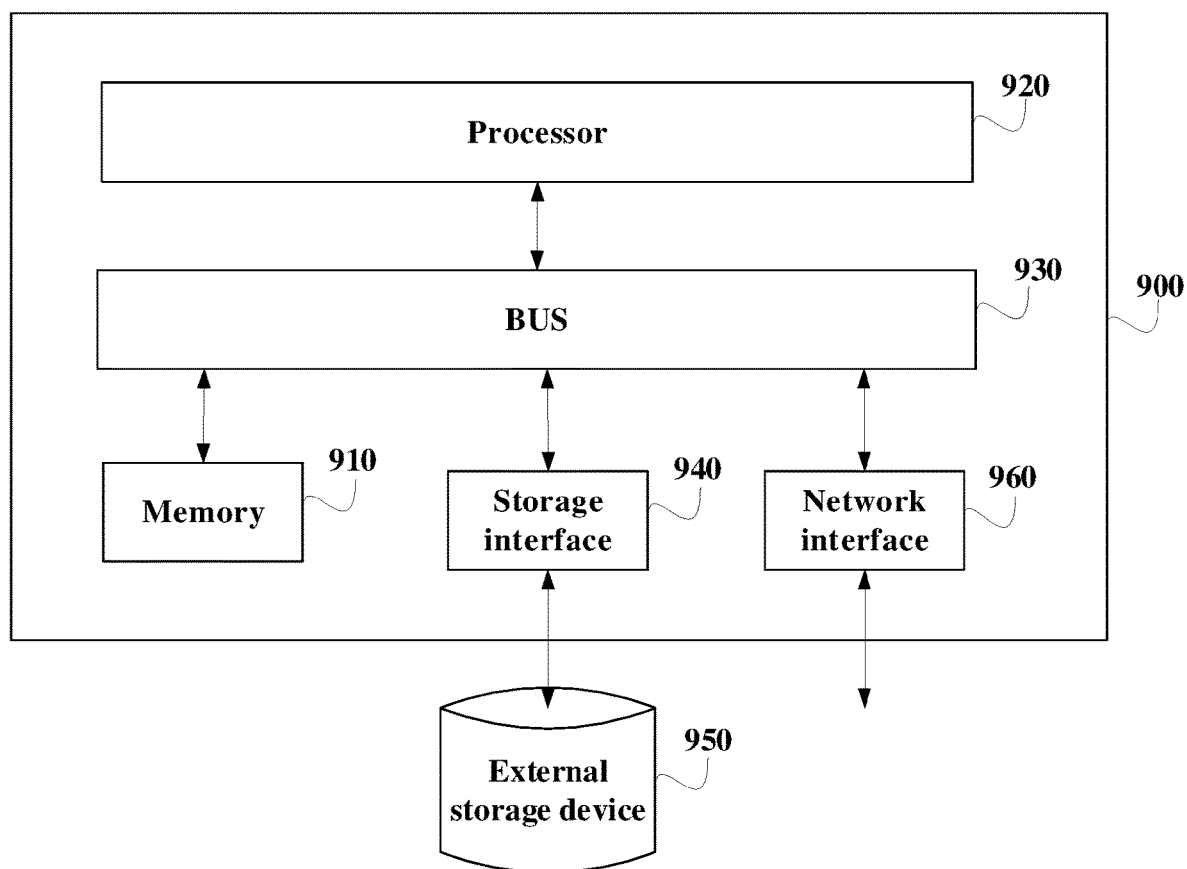 920
Processor
930
BUS
900
910
Memory
940
Storage
interface
960
Network
interface
950
External
storage device